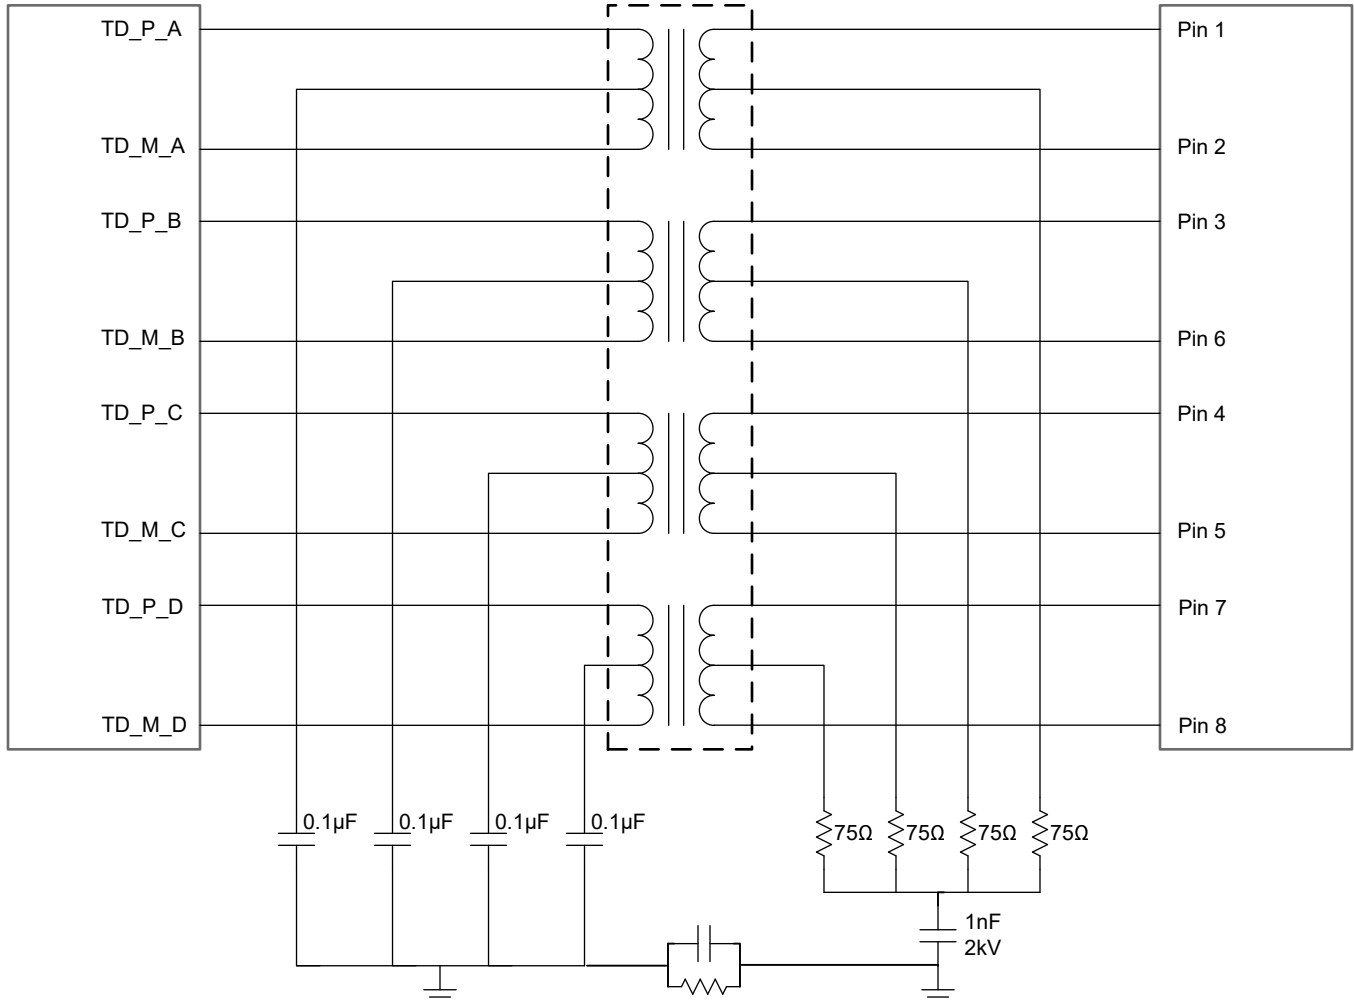 TD_P_A
Pin 1
TD_M_A
Pin 2
TD_P_B
Pin 3
TD_M_B
Pin 6
TD_P_C
Pin 4
TD_M_C
Pin 5
TD_P_D
Pin 7
TD_M_D
Pin 8
0.1µF
0.1µF
0.1µF
0.1µF
75Ω
75Ω
75Ω
75Ω
1nF
2kV